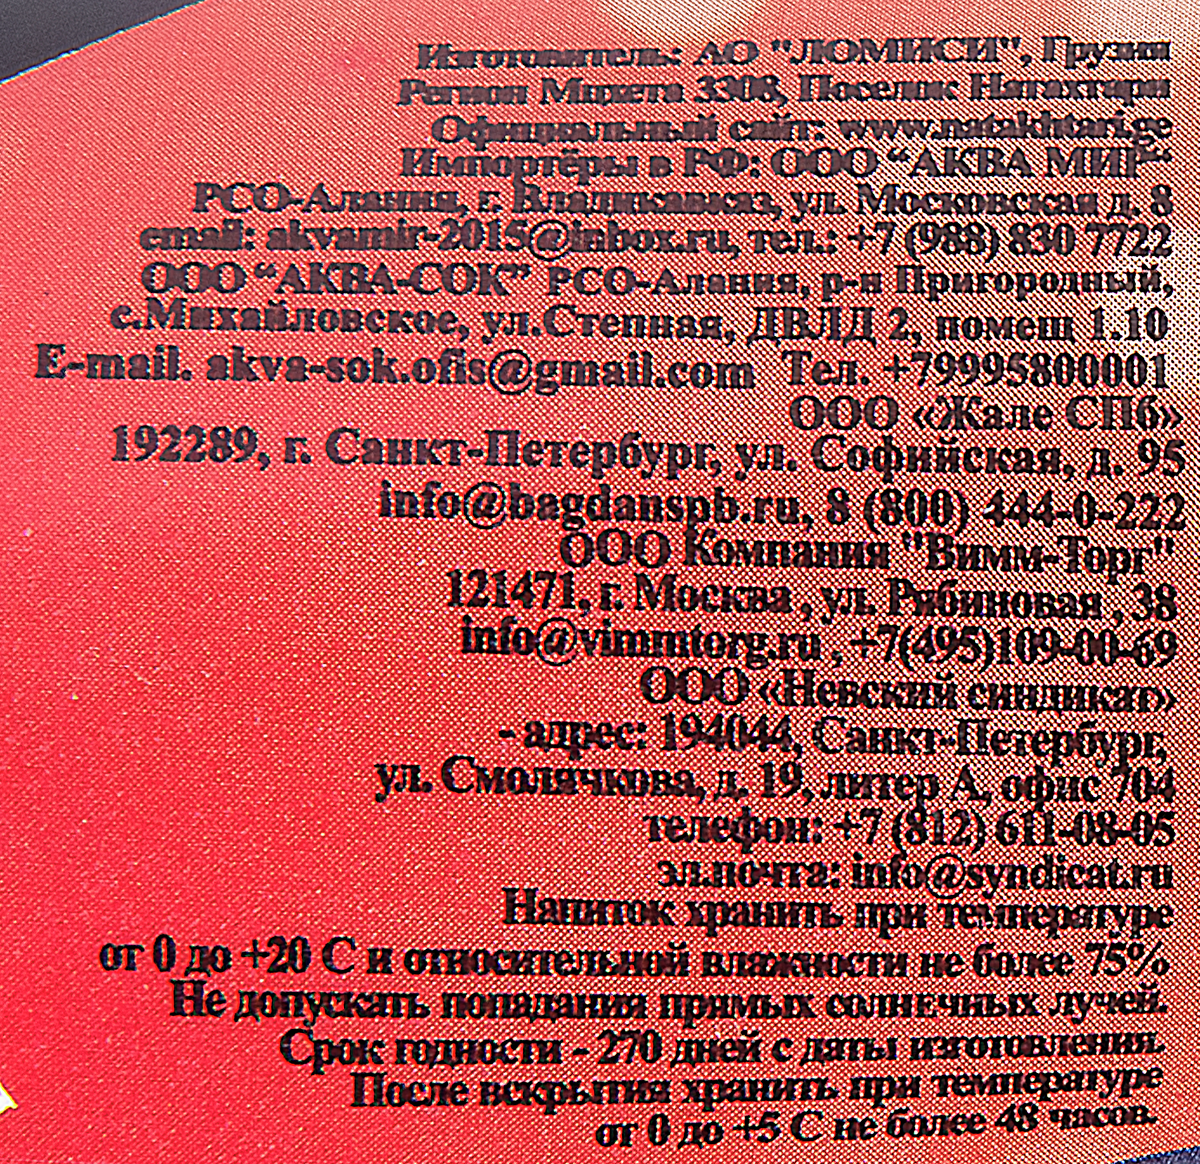 Изготовитель: АО "ЛОМИСИ", Грузия
Регион Мцхета 3308, Поселок Натахтари
Официальный сайт: www.natakhtari.ge
Импортёры в РФ: ООО “АКВА МИР“
РСО-Алания, г. Владикавказ, ул. Московская д. 8
email: akvamir-2015@inbox.ru, тел.: +7 (988) 830 7722
ООО “АКВА-СОК” РСО-Алания, р-н Пригородный,
с.Михайловское, ул.Степная, ДВЛД 2, помещ 1.10
E-mail. akva-sok.ofis@gmail.com Тел. +79995800001
ООО «Жале СПб»
192289, г. Санкт-Петербург, ул. Софийская, д. 95
info@bagdanspb.ru, 8 (800) 444-0-222
ООО Компания "Вимм-Торг"
121471, г. Москва , ул. Рябиновая , 38
info@vimmtorg.ru , +7(495)109-00-69
ООО «Невский синдикат»
- адрес: 194044, Санкт-Петербург,
ул. Смолячкова, д. 19, литер А, офис 704
телефон: +7 (812) 611-08-05
эл.почта: info@syndicat.ru
Напиток хранить при температуре
от 0 до +20 С и относительной влажности не более 75%
Не допускать попадания прямых солнечных лучей.
Срок годности - 270 дней с даты изготовления.
После вскрытия хранить при температуре
от 0 до +5 С не более 48 часов.